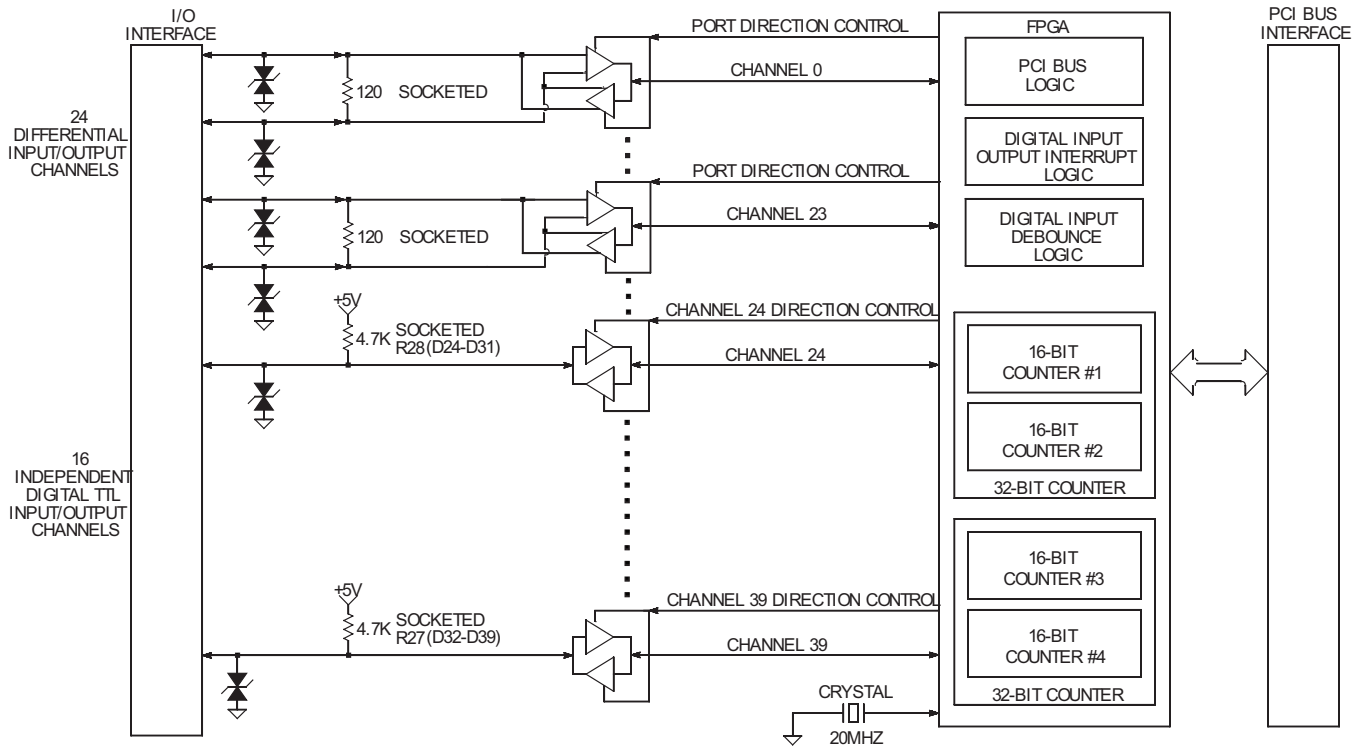 I/O
INTERFACE
24
DIFFERENTIAL
INPUT/OUTPUT
CHANNELS
16
INDEPENDENT
DIGITAL TTL
INPUT/OUTPUT
CHANNELS
120 SOCKETED
PORT DIRECTION CONTROL
CHANNEL 0
120 SOCKETED
PORT DIRECTION CONTROL
CHANNEL 23
+5V
4.7K SOCKETED
R28(D24-D31)
CHANNEL 24 DIRECTION CONTROL
CHANNEL 24
+5V
4.7K SOCKETED
R27(D32-D39)
CHANNEL 39 DIRECTION CONTROL
CHANNEL 39
CRYSTAL
20MHZ
FPGA
PCI BUS
LOGIC
DIGITAL INPUT
OUTPUT INTERRUPT
LOGIC
DIGITAL INPUT
DEBOUNCE
LOGIC
16-BIT
COUNTER #1
16-BIT
COUNTER #2
32-BIT COUNTER
16-BIT
COUNTER #3
16-BIT
COUNTER #4
32-BIT COUNTER
PCI BUS
INTERFACE